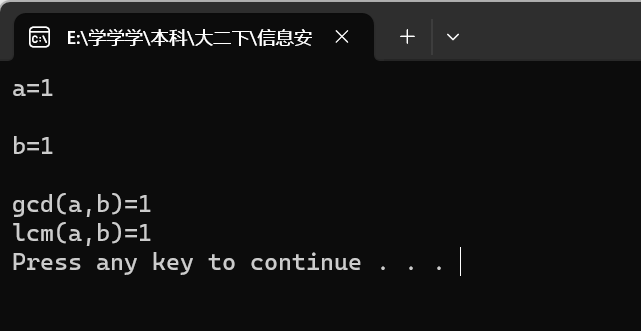 E:\学学学\本科\大二下\信息安
a=1
b=1
gcd(a,b)=1
lcm(a,b)=1
Press any key to continue . . .